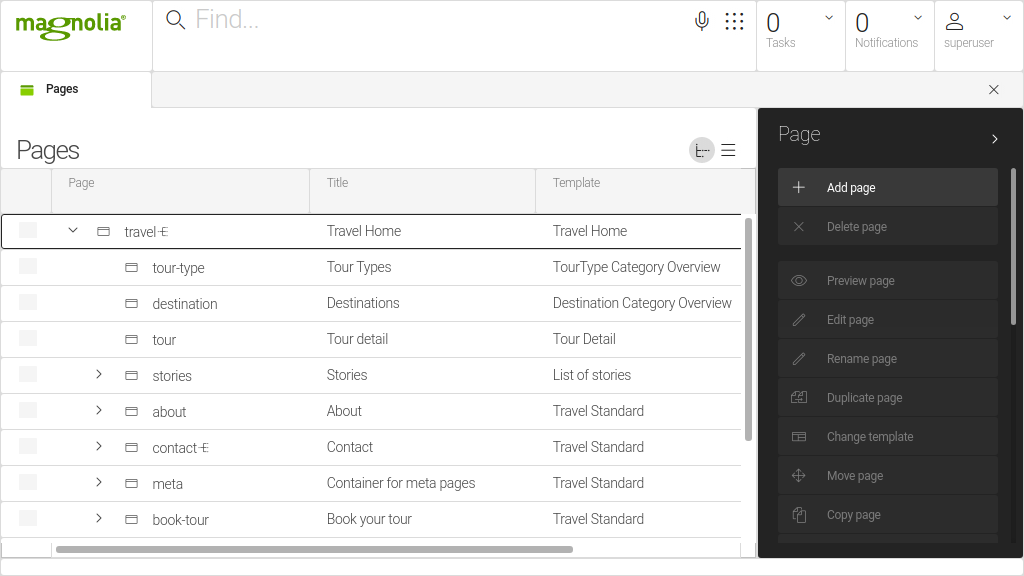 magnolia®
Find...
0
Tasks
0
Notifications
superuser
Pages
Pages
Page
Title
Template
travel
Travel Home
Travel Home
tour-type
Tour Types
TourType Category Overview
destination
Destinations
Destination Category Overview
tour
Tour detail
Tour Detail
stories
Stories
List of stories
about
About
Travel Standard
contact
Contact
Travel Standard
meta
Container for meta pages
Travel Standard
book-tour
Book your tour
Travel Standard
Page
Add page
Delete page
Preview page
Edit page
Rename page
Duplicate page
Change template
Move page
Copy page